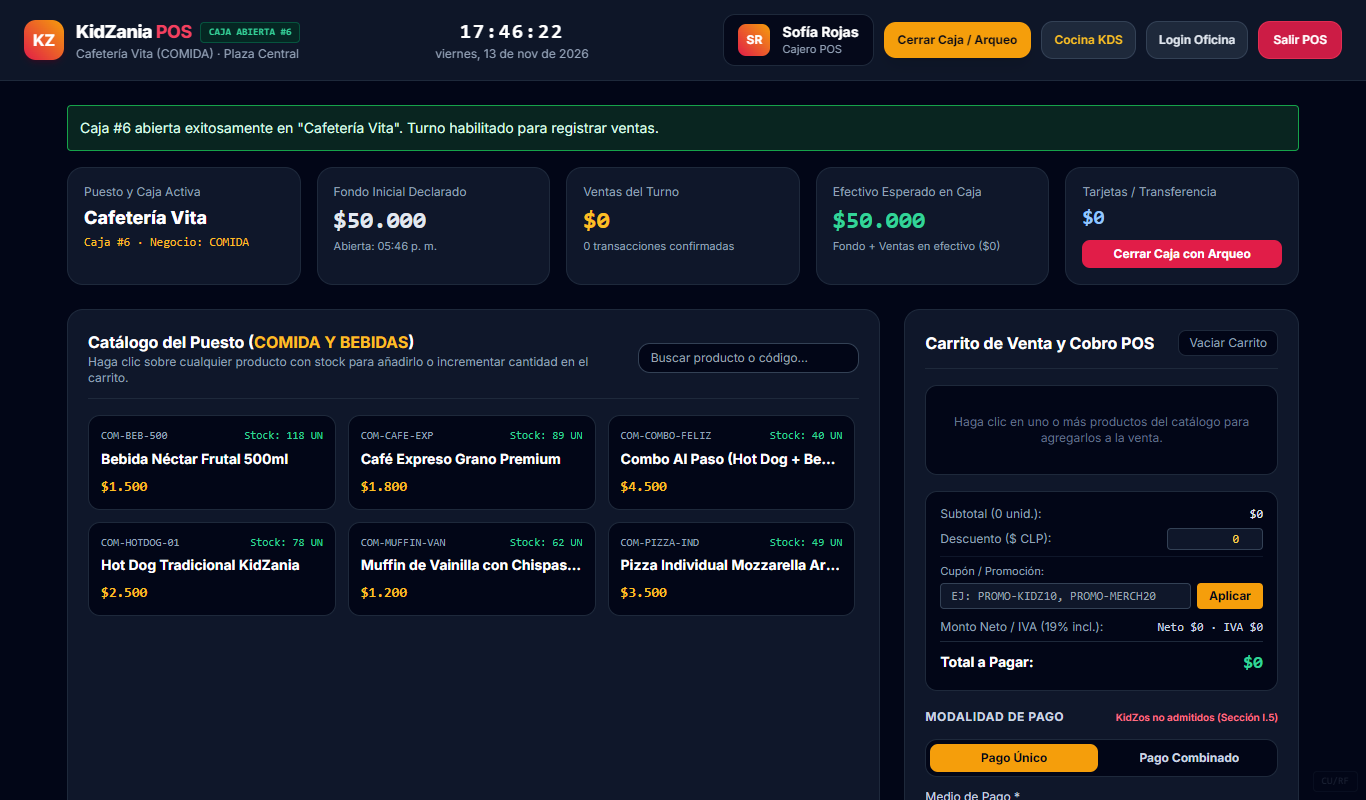 KZ
KidZania POS CAJA ABIERTA #6
Cafetería Vita (COMIDA) · Plaza Central
17:46:22
viernes, 13 de nov de 2026
SR
Sofía Rojas
Cajero POS
Cerrar Caja / Arqueo
Cocina KDS
Login Oficina
Salir POS
Caja #6 abierta exitosamente en "Cafetería Vita". Turno habilitado para registrar ventas.
Puesto y Caja Activa
Cafetería Vita
Caja #6 · Negocio: COMIDA
Fondo Inicial Declarado
$50.000
Abierta: 05:46 p. m.
Ventas del Turno
$0
0 transacciones confirmadas
Efectivo Esperado en Caja
$50.000
Fondo + Ventas en efectivo ($0)
Tarjetas / Transferencia
$0
Cerrar Caja con Arqueo
Catálogo del Puesto (COMIDA Y BEBIDAS)
Haga clic sobre cualquier producto con stock para añadirlo o incrementar cantidad en el
carrito.
Buscar producto o código...
COM-BEB-500 Stock: 118 UN
Bebida Néctar Frutal 500ml
$1.500
COM-CAFE-EXP Stock: 89 UN
Café Expreso Grano Premium
$1.800
COM-COMBO-FELIZ Stock: 40 UN
Combo Al Paso (Hot Dog + Be...
$4.500
COM-HOTDOG-01 Stock: 78 UN
Hot Dog Tradicional KidZania
$2.500
COM-MUFFIN-VAN Stock: 62 UN
Muffin de Vainilla con Chispas...
$1.200
COM-PIZZA-IND Stock: 49 UN
Pizza Individual Mozzarella Ar...
$3.500
Carrito de Venta y Cobro POS
Vaciar Carrito
Haga clic en uno o más productos del catálogo para
agregarlos a la venta.
Subtotal (0 unid.): $0
Descuento ($ CLP): 0
Cupón / Promoción:
EJ: PROMO-KIDZ10, PROMO-MERCH20 Aplicar
Monto Neto / IVA (19% incl.): Neto $0 · IVA $0
Total a Pagar: $0
MODALIDAD DE PAGO KidZos no admitidos (Sección I.5)
Pago Único Pago Combinado
Medio de Pago *
CU/RF